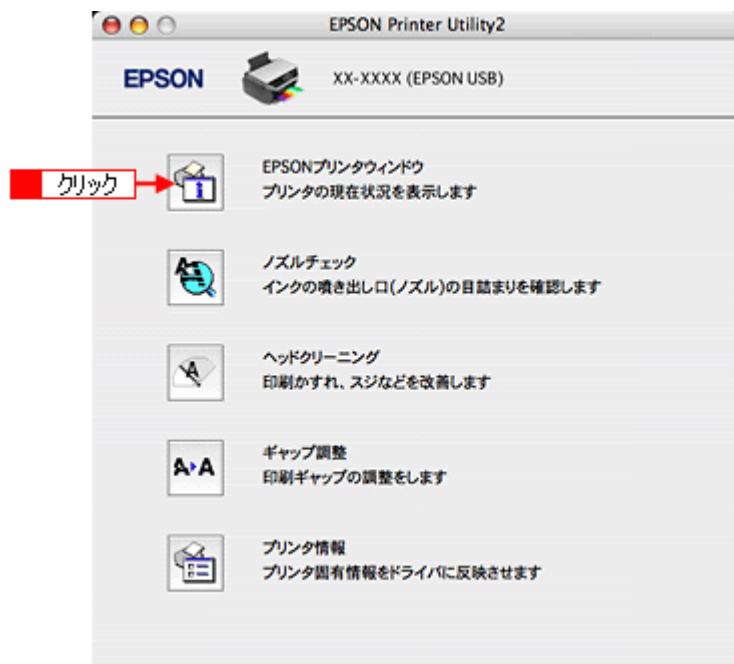 EPSON Printer Utility2
EPSON
XX-XXXX (EPSON USB)
クリック
EPSONプリンタウィンドウ
プリンタの現在状況を表示します
ノズルチェック
インクの噴き出し口(ノズル)の目詰まりを確認します
ヘッドクリーニング
印刷かすれ、スジなどを改善します
A▸A
ギャップ調整
印刷ギャップの調整をします
プリンタ情報
プリンタ固有情報をドライバに反映させます